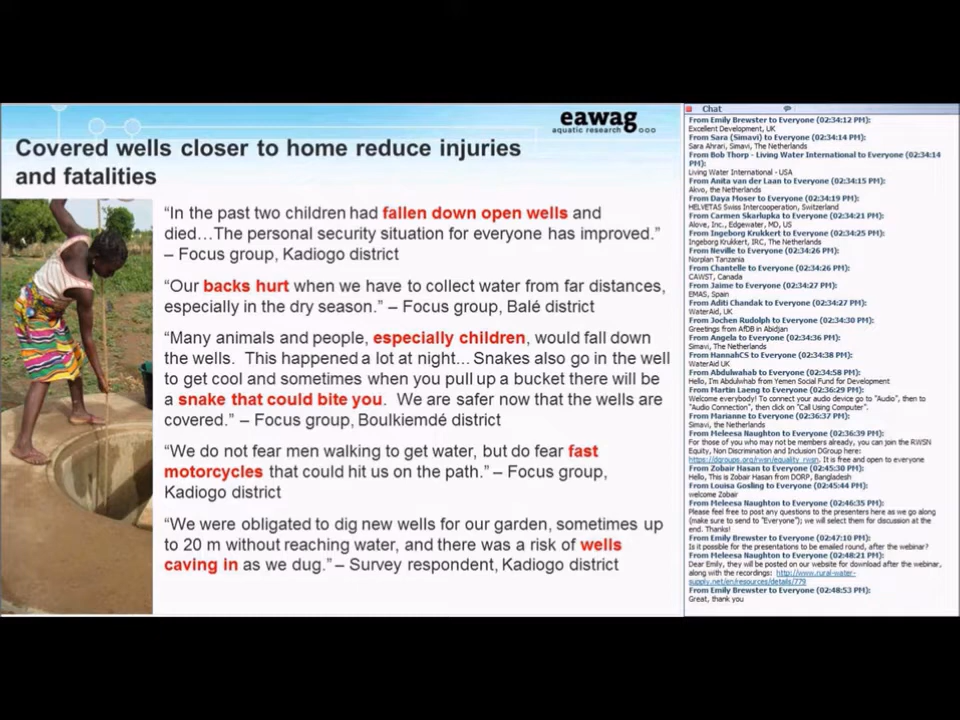 eawag
aquatic research
Covered wells closer to home reduce injuries
and fatalities
“In the past two children had fallen down open wells and
died…The personal security situation for everyone has improved.”
– Focus group, Kadiogo district
“Our backs hurt when we have to collect water from far distances,
especially in the dry season.” – Focus group, Balé district
“Many animals and people, especially children, would fall down
the wells.  This happened a lot at night... Snakes also go in the well
to get cool and sometimes when you pull up a bucket there will be
a snake that could bite you.  We are safer now that the wells are
covered.” – Focus group, Boulkiemdé district
“We do not fear men walking to get water, but do fear fast
motorcycles that could hit us on the path.” – Focus group,
Kadiogo district
“We were obligated to dig new wells for our garden, sometimes up
to 20 m without reaching water, and there was a risk of wells
caving in as we dug.” – Survey respondent, Kadiogo district
Chat
From Emily Brewster to Everyone (02:34:12 PM):
Excellent Development, UK
From Sara (Simavi) to Everyone (02:34:14 PM):
Sara Ahrari, Simavi, The Netherlands
From Bob Thorp - Living Water International to Everyone (02:34:14
PM):
Living Water International - USA
From Anita van der Laan to Everyone (02:34:15 PM):
Akvo, the Netherlands
From Daya Moser to Everyone (02:34:19 PM):
HELVETAS Swiss Intercooperation, Switzerland
From Carmen Skarlupka to Everyone (02:34:21 PM):
Alove, Inc., Edgewater, MD, US
From Ingeborg Krukkert to Everyone (02:34:25 PM):
Ingeborg Krukkert, IRC, The Netherlands
From Neville to Everyone (02:34:26 PM):
Norplan Tanzania
From Chantelle to Everyone (02:34:26 PM):
CAWST, Canada
From Jaime to Everyone (02:34:27 PM):
EMAS, Spain
From Aditi Chandak to Everyone (02:34:27 PM):
WaterAid, UK
From Jochen Rudolph to Everyone (02:34:30 PM):
Greetings from AfDB in Abidjan
From Angela to Everyone (02:34:36 PM):
Simavi, The Netherlands
From HannahCS to Everyone (02:34:38 PM):
WaterAid UK
From Abdulwahab to Everyone (02:34:58 PM):
Hello, I'm Abdulwhab from Yemen Social Fund for Development
From Martin Laeng to Everyone (02:36:29 PM):
Welcome everybody! To connect your audio device go to "Audio", then to
"Audio Connection", then click on "Call Using Computer".
From Marianne to Everyone (02:36:37 PM):
Simavi, the Netherlands
From Meleesa Naughton to Everyone (02:36:39 PM):
For those of you who may not be members already, you can join the RWSN
Equity, Non Discrimination and Inclusion DGroup here:
https://dgroups.org/rwsn/equality_rwsn. It is free and open to everyone
From Zobair Hasan to Everyone (02:45:30 PM):
Hello, This is Zobair Hasan from DORP, Bangladesh
From Louisa Gosling to Everyone (02:45:44 PM):
welcome Zobair
From Meleesa Naughton to Everyone (02:46:35 PM):
Please feel free to post any questions to the presenters here as we go along
(make sure to send to "Everyone"); we will select them for discussion at the
end. Thanks!
From Emily Brewster to Everyone (02:47:10 PM):
Is it possible for the presentations to be emailed round, after the webinar?
From Meleesa Naughton to Everyone (02:48:21 PM):
Dear Emily, they will be posted on our website for download after the webinar,
along with the recordings: http://www.rural-water-
supply.net/en/resources/details/779
From Emily Brewster to Everyone (02:48:53 PM):
Great, thank you